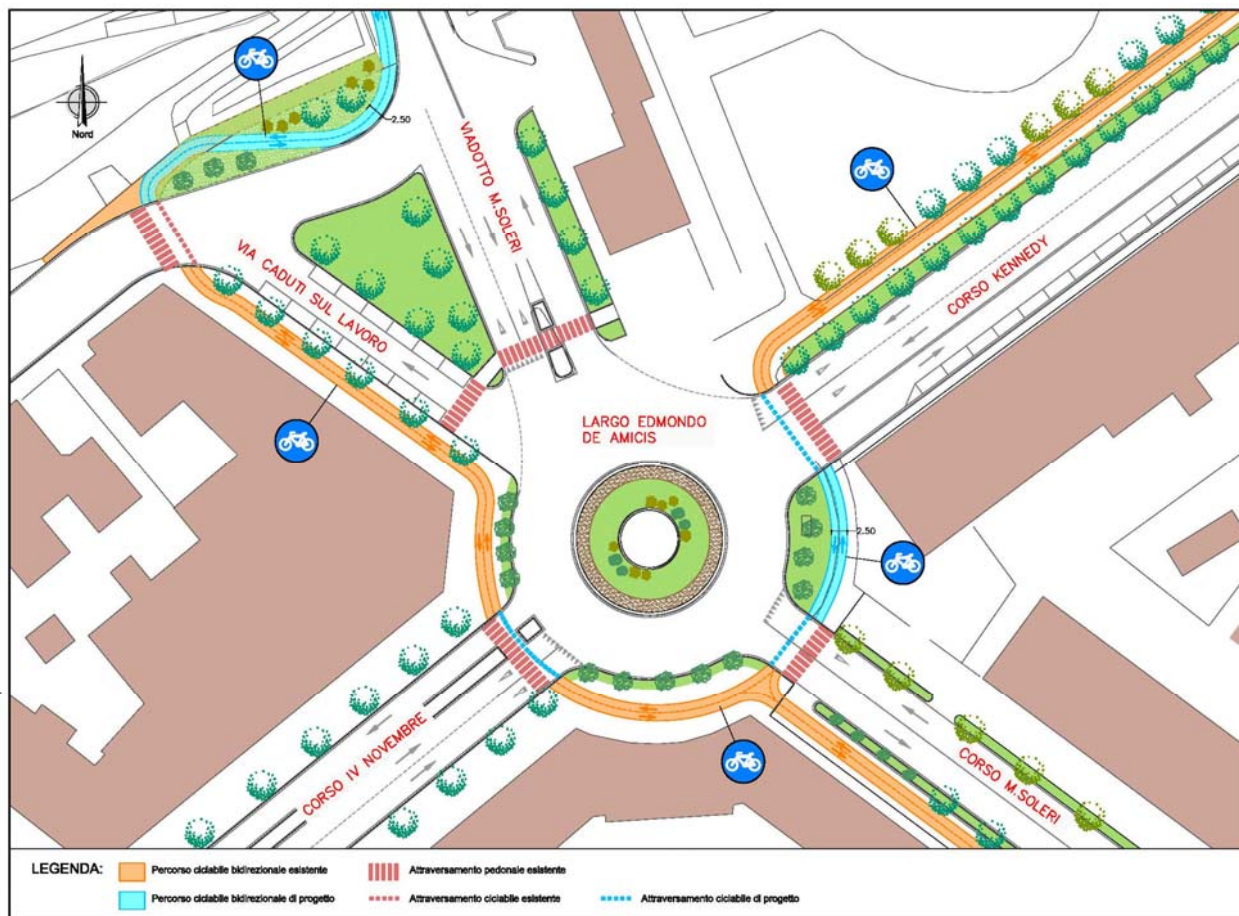 Nord
2.50
VIADOTTO M.SOLERI
VIA CADUTI SUL LAVORO
CORSO KENNEDY
LARGO EDMONDO
DE AMICIS
2.50
CORSO IV NOVEMBRE
CORSO M.SOLERI
LEGENDA:
Percorso ciclabile bidirezionale esistente
Attraversamento pedonale esistente
Percorso ciclabile bidirezionale di progetto
Attraversamento ciclabile esistente
Attraversamento ciclabile di progetto